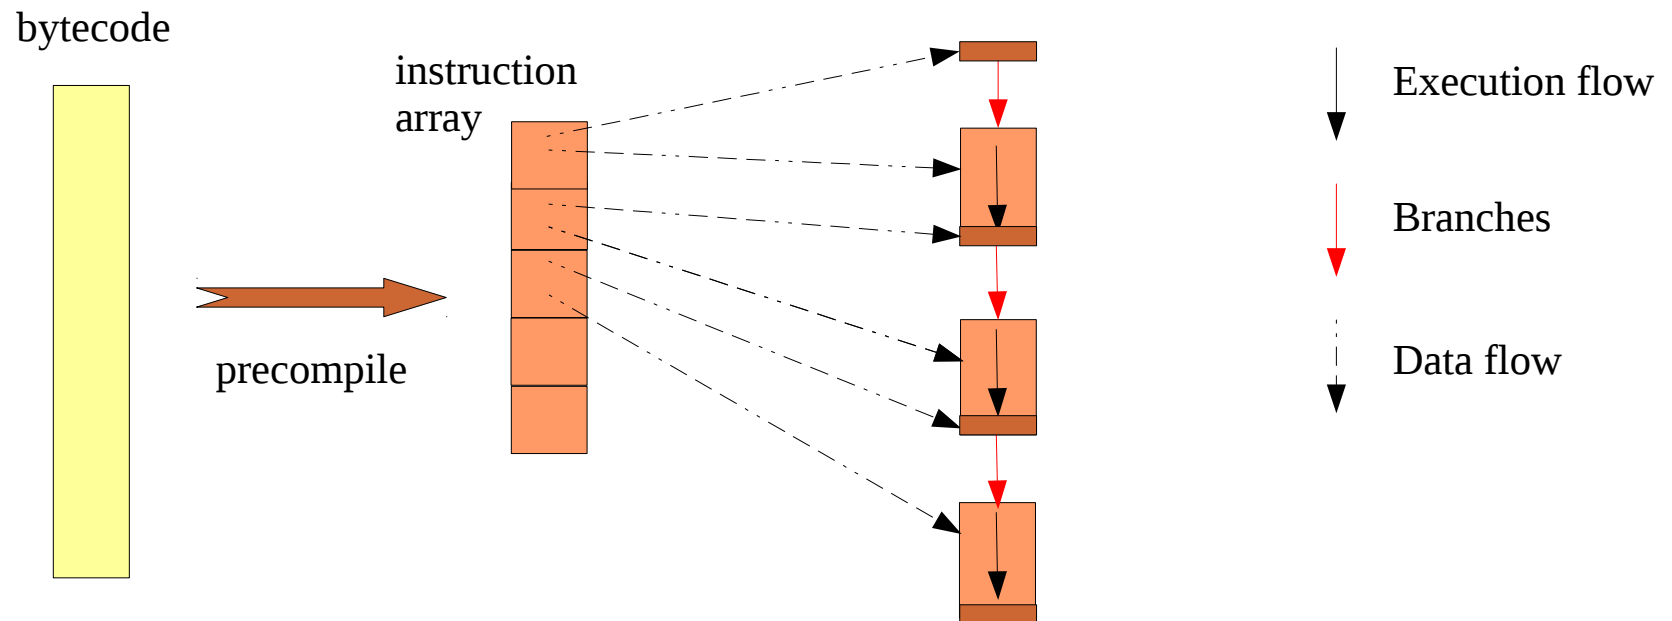 bytecode
instruction
array
precompile
Execution flow
Branches
Data flow